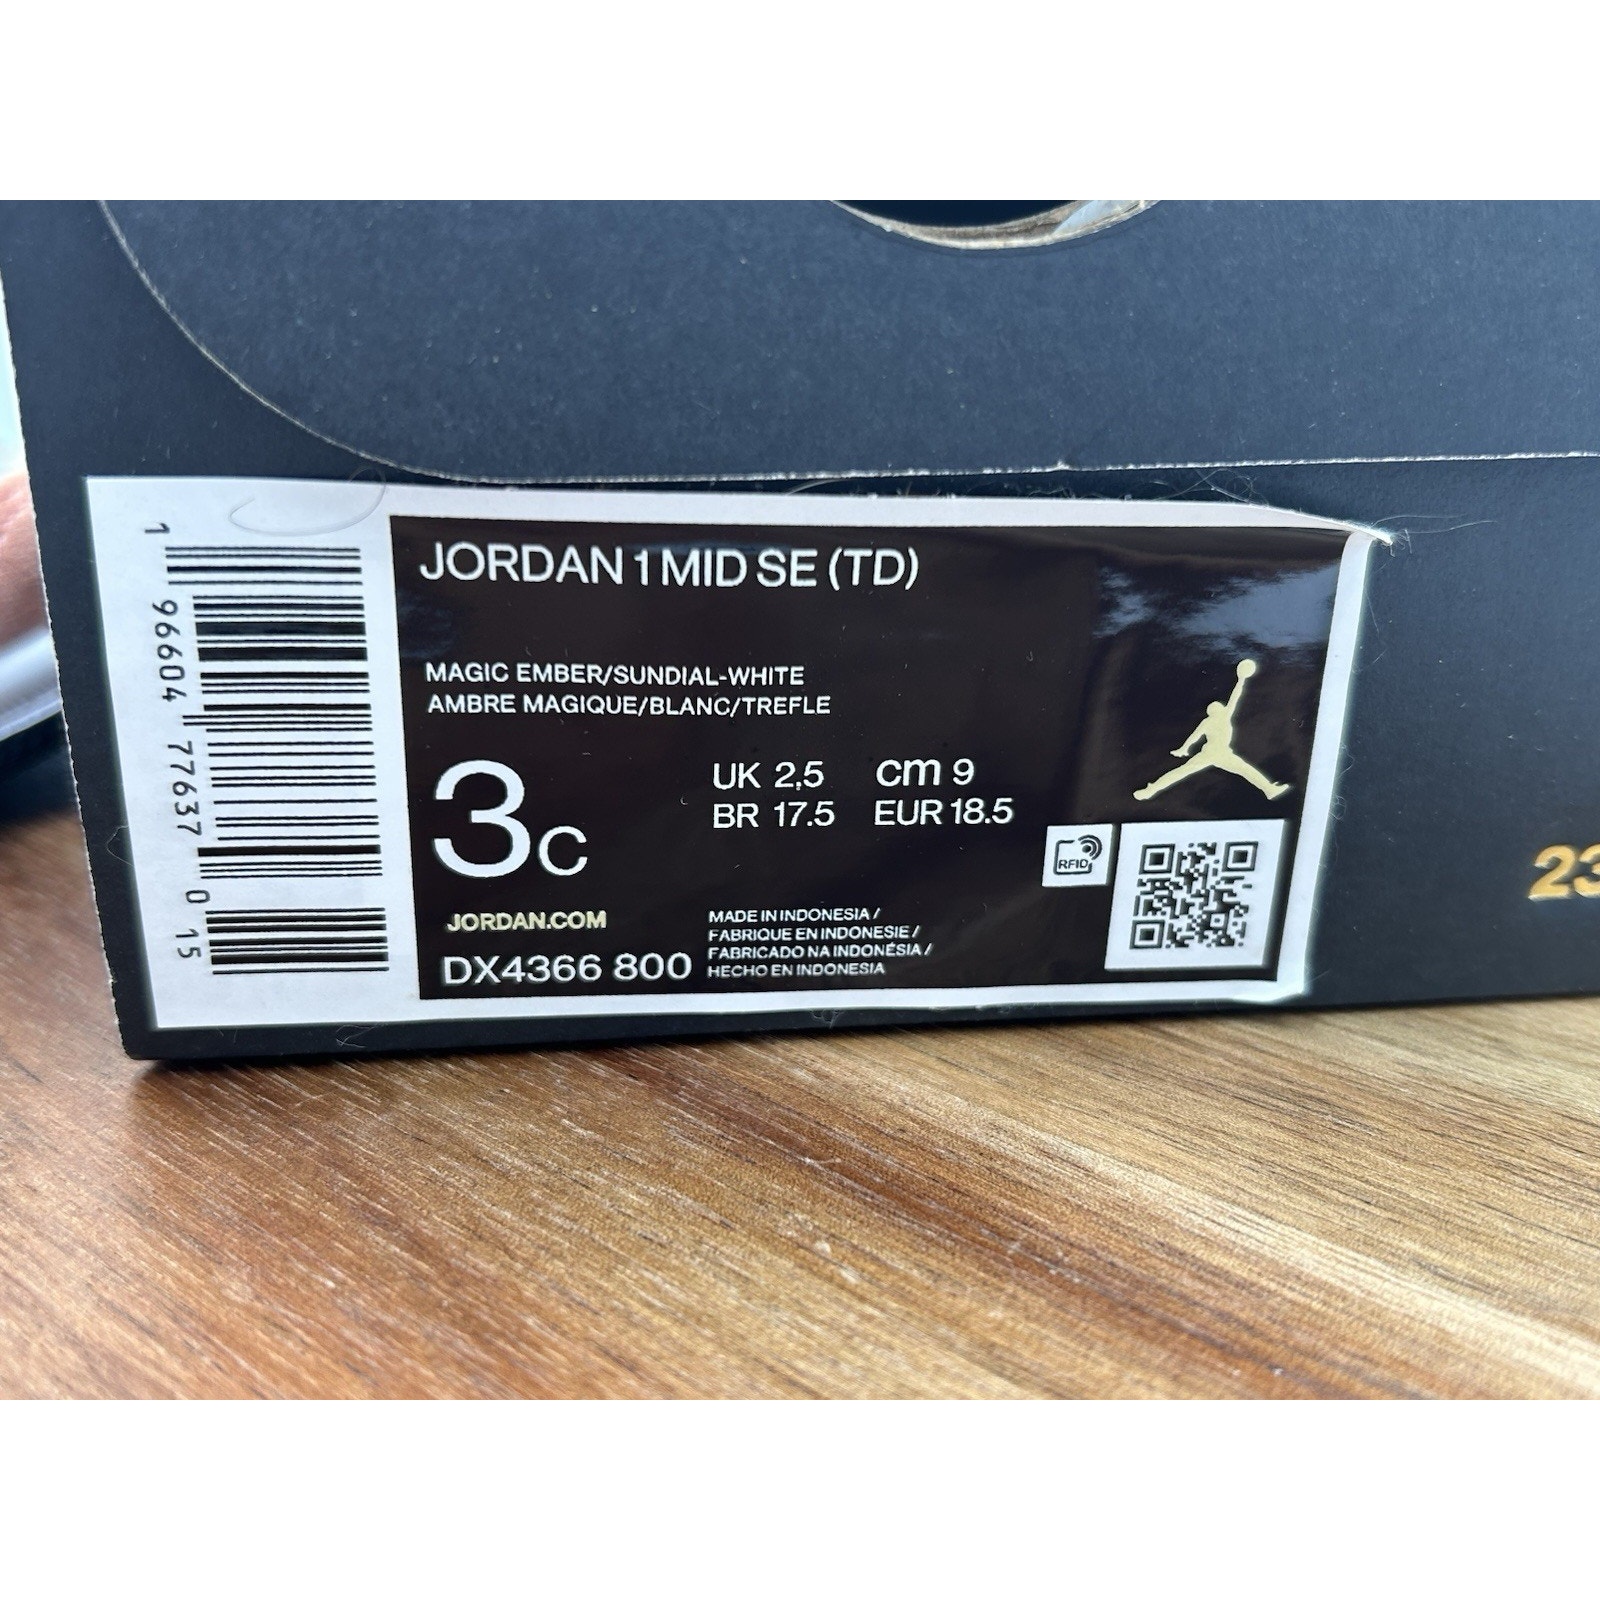 JORDAN 1 MID SE (TD)
MAGIC EMBER/SUNDIAL-WHITE
AMBRE MAGIQUE/BLANC/TREFLE
3C
UK 2,5 cm 9
BR 17.5 EUR 18.5
RFID
JORDAN.COM
DX4366 800
MADE IN INDONESIA /
FABRIQUE EN INDONESIE /
FABRICADO NA INDONÉSIA /
HECHO EN INDONESIA
1 96604 77637 0 15
23